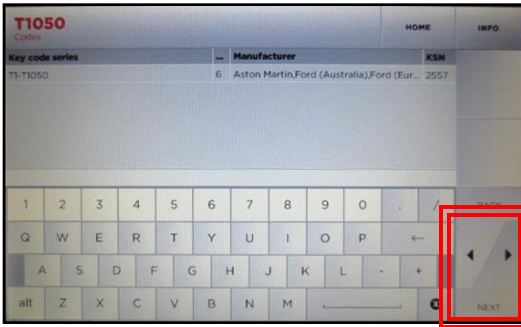 T1050
Codes
HOME
INFO
Key code series
...
Manufacturer
KSN
T1-T1050
6
Aston Martin,Ford (Australia),Ford (Eur...
2557
1 2 3 4 5 6 7 8 9 0 . /
BACK
Q W E R T Y U I O P ←
A S D F G H J K L - +
alt Z X C V B N M
NEXT